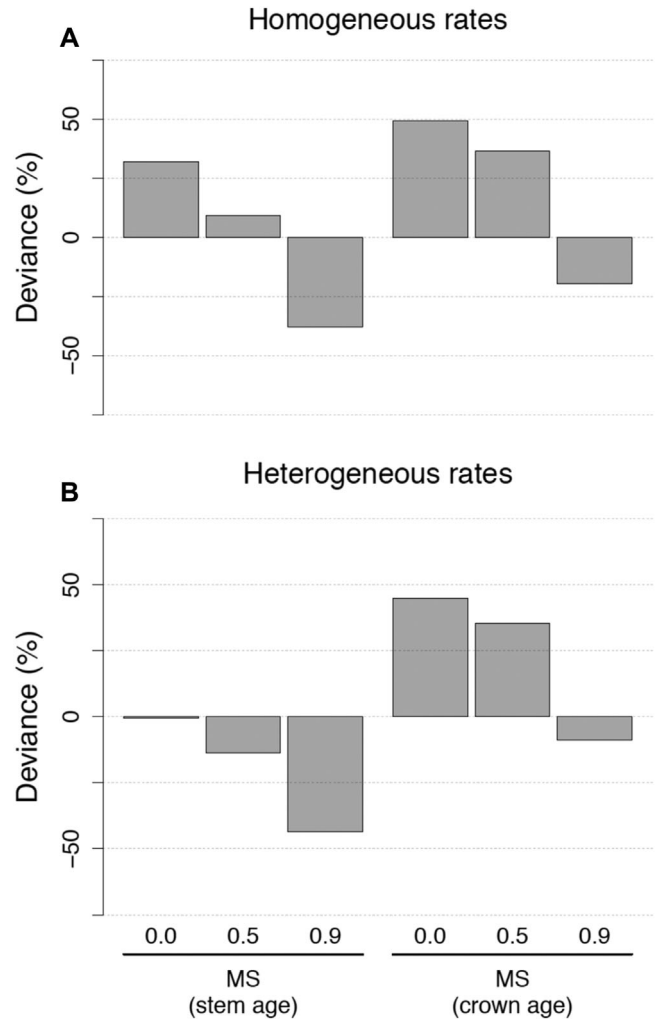 A
Homogeneous rates
Deviance (%)
50
0
−50
B
Heterogeneous rates
Deviance (%)
50
0
−50
0.0 0.5 0.9 0.0 0.5 0.9
MS MS
(stem age) (crown age)